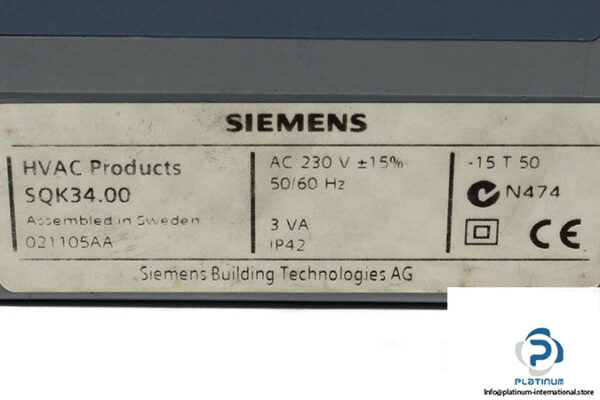 SIEMENS
HVAC Products
SQK34.00
Assembled in Sweden
021105AA
AC 230 V ±15%
50/60 Hz
3 VA
IP42
-15 T 50
N474
CE
Siemens Building Technologies AG
PLATINUM
Info@platinum-international.store